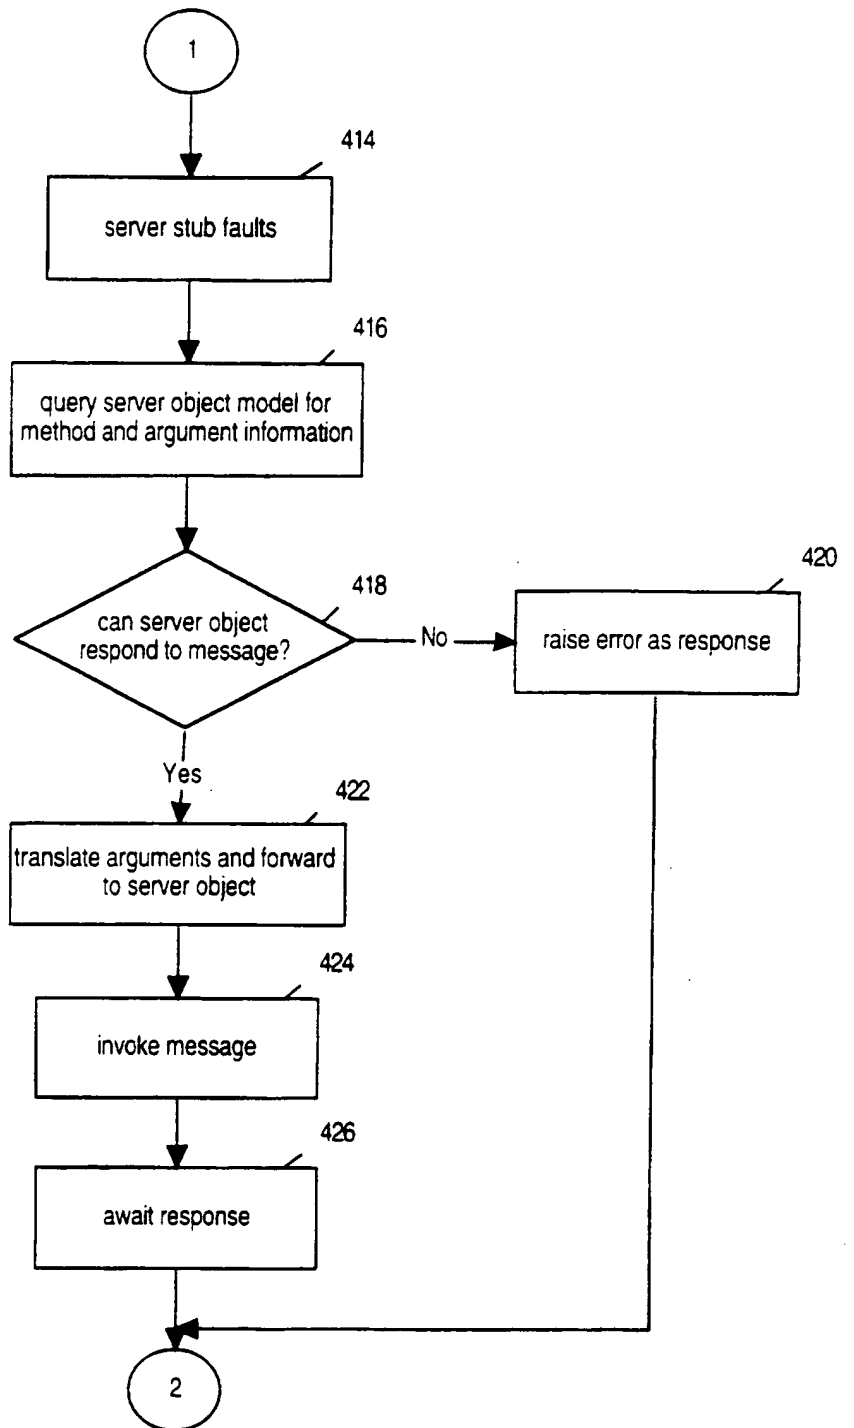 1
414
server stub faults
416
query server object model for
method and argument information
418
can server object
respond to message?
No
420
raise error as response
Yes
422
translate arguments and forward
to server object
424
invoke message
426
await response
2